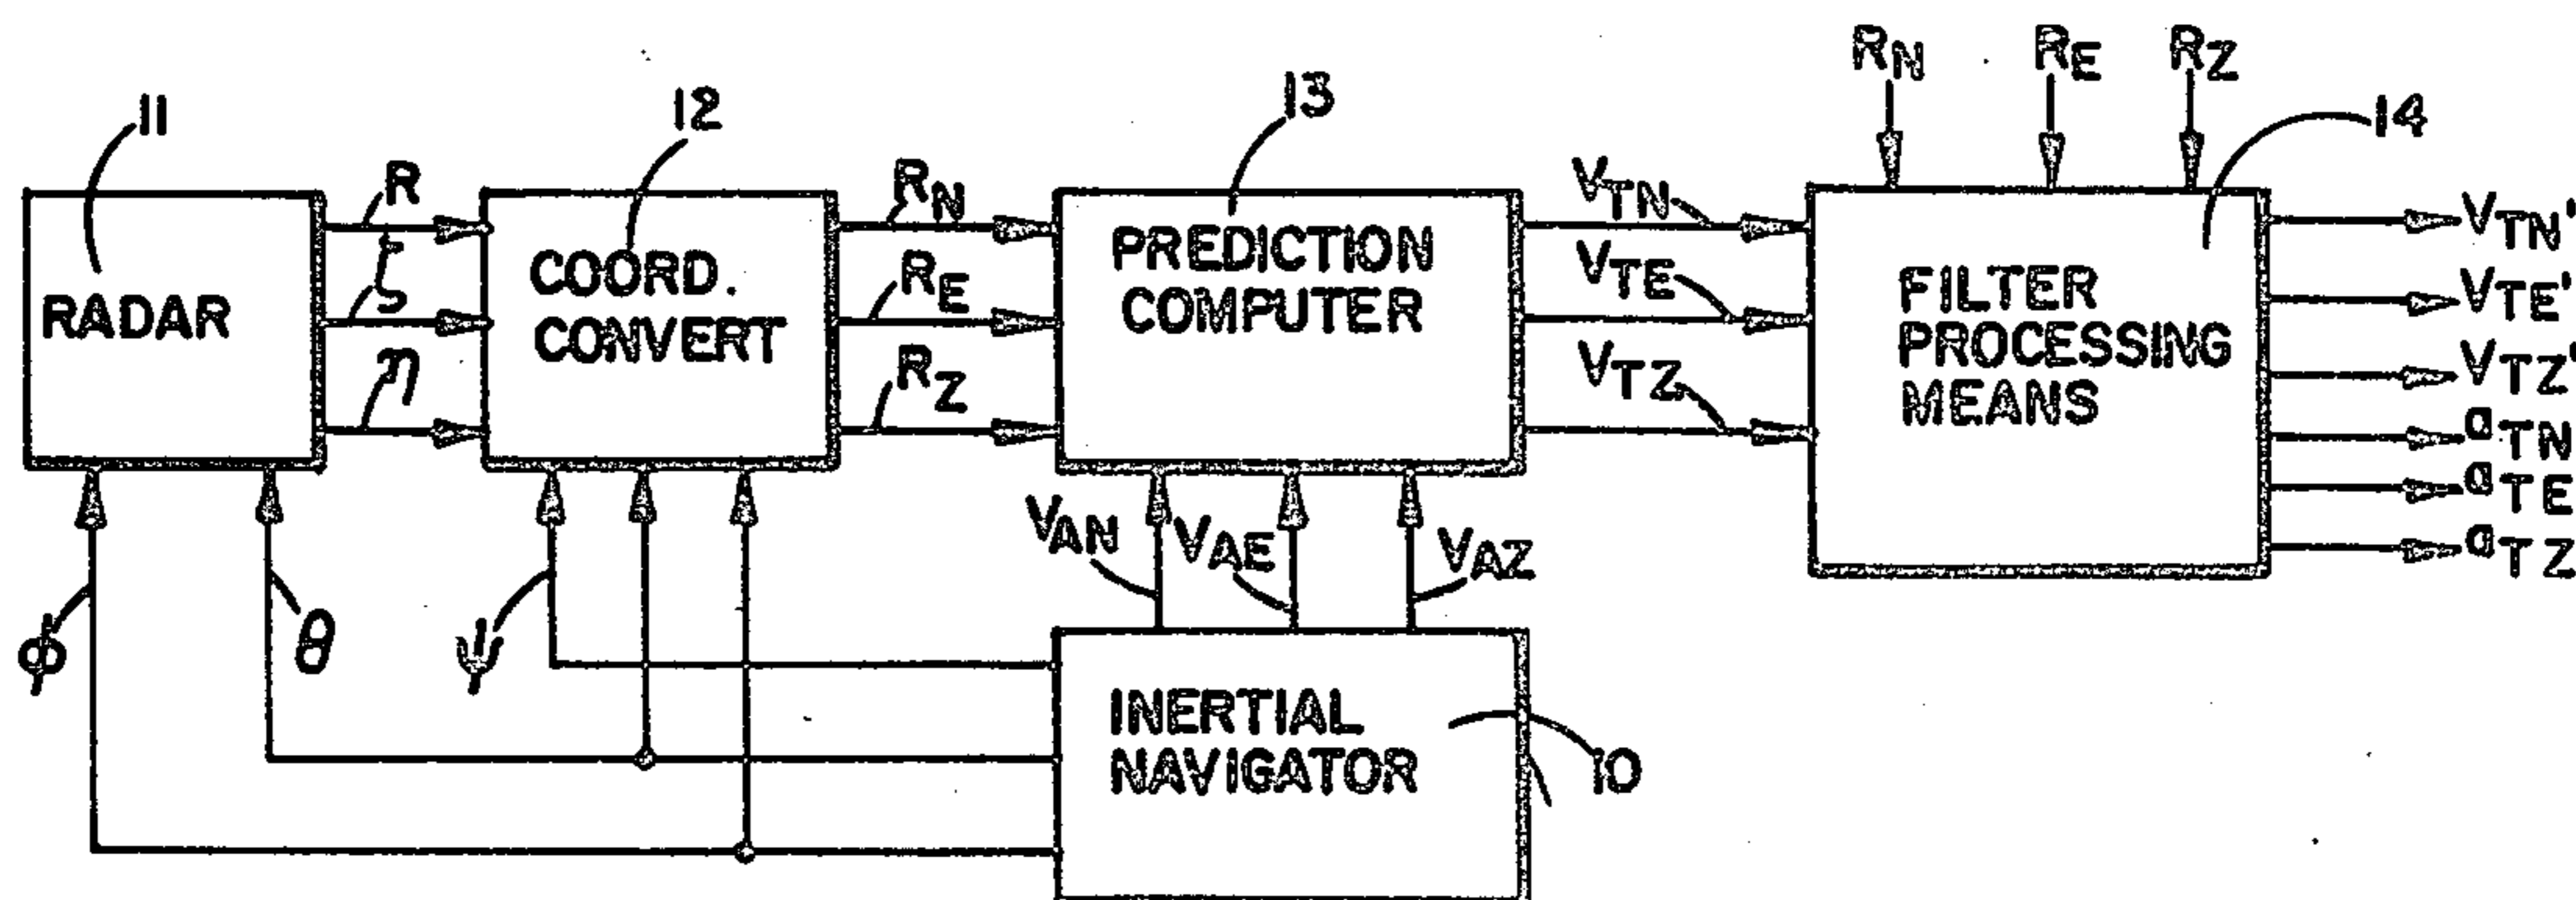 11
12
13
14
10
RADAR
COORD.
CONVERT
PREDICTION
COMPUTER
FILTER
PROCESSING
MEANS
INERTIAL
NAVIGATOR
R
ξ
η
RN
RE
RZ
VTN
VTE
VTZ
RN RE RZ
VTN'
VTE'
VTZ'
aTN
aTE
aTZ
VAN VAE VAZ
φ θ ψ